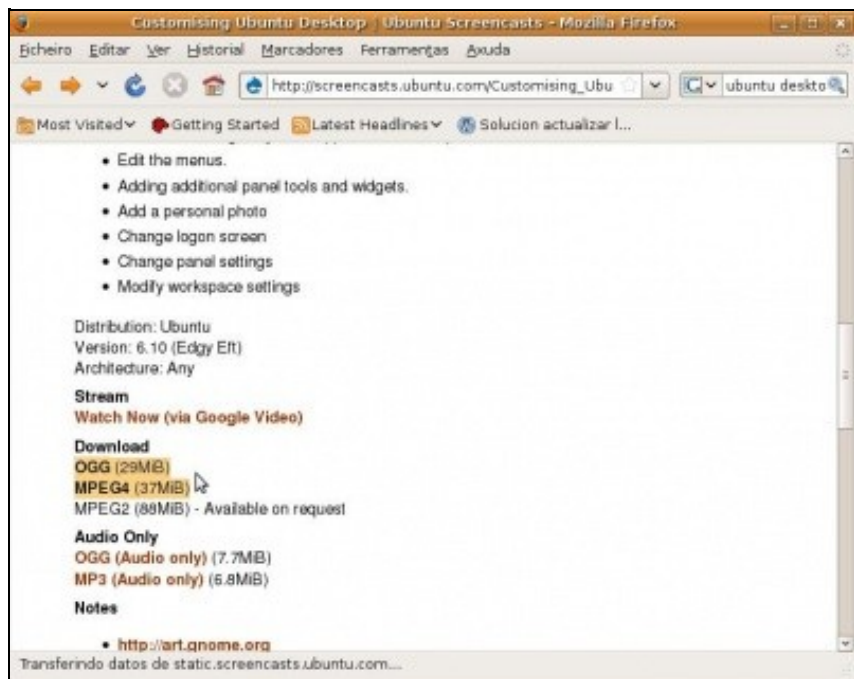 Customising Ubuntu Desktop | Ubuntu Screencasts - Mozilla Firefox
Ficheiro Editar Ver Historial Marcadores Ferramentas Axuda
http://screencasts.ubuntu.com/Customising_Ubu
ubuntu deskto
Most Visited Getting Started Latest Headlines Solucion actualizar l...
• Edit the menus.
• Adding additional panel tools and widgets.
• Add a personal photo
• Change logon screen
• Change panel settings
• Modify workspace settings
Distribution: Ubuntu
Version: 6.10 (Edgy Eft)
Architecture: Any
Stream
Watch Now (via Google Video)
Download
OGG (29MiB)
MPEG4 (37MiB)
MPEG2 (88MiB) - Available on request
Audio Only
OGG (Audio only) (7.7MiB)
MP3 (Audio only) (6.8MiB)
Notes
• http://art.gnome.org
Transferindo datos de static.screencasts.ubuntu.com...